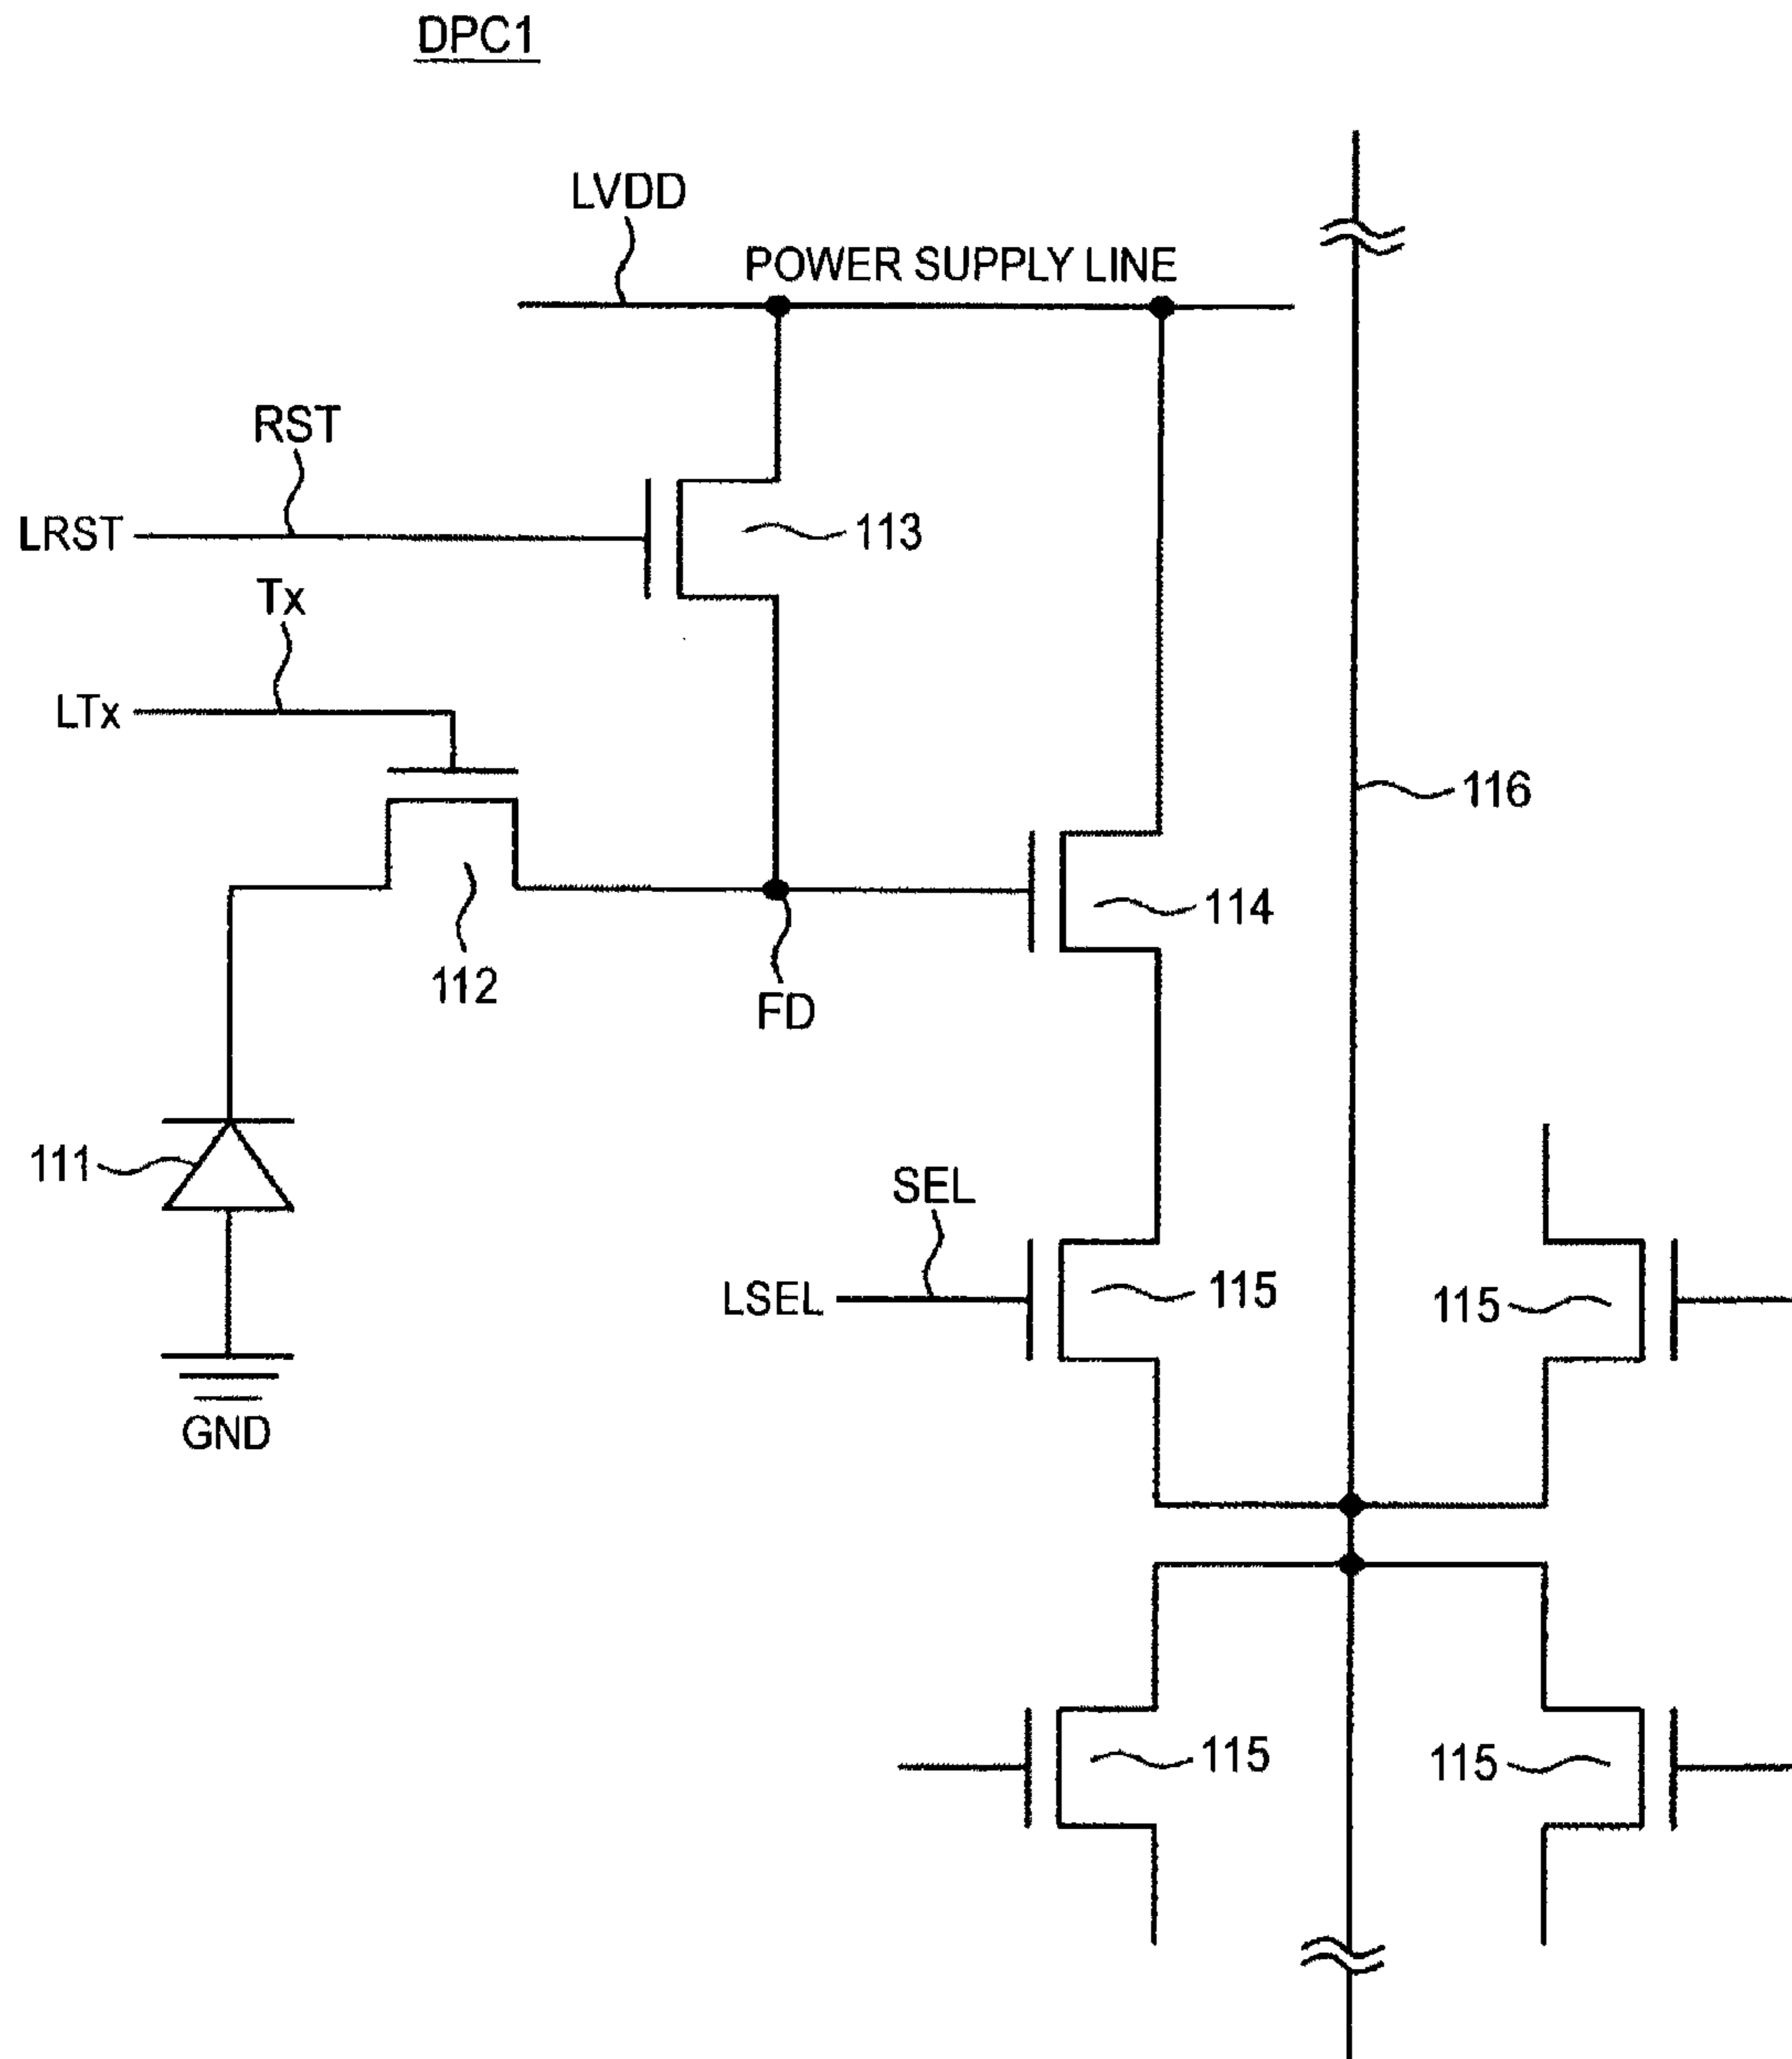 DPC1
LVDD
POWER SUPPLY LINE
RST
LRST
113
Tx
LTx
116
114
112
FD
111
SEL
LSEL
115
115
GND
115
115